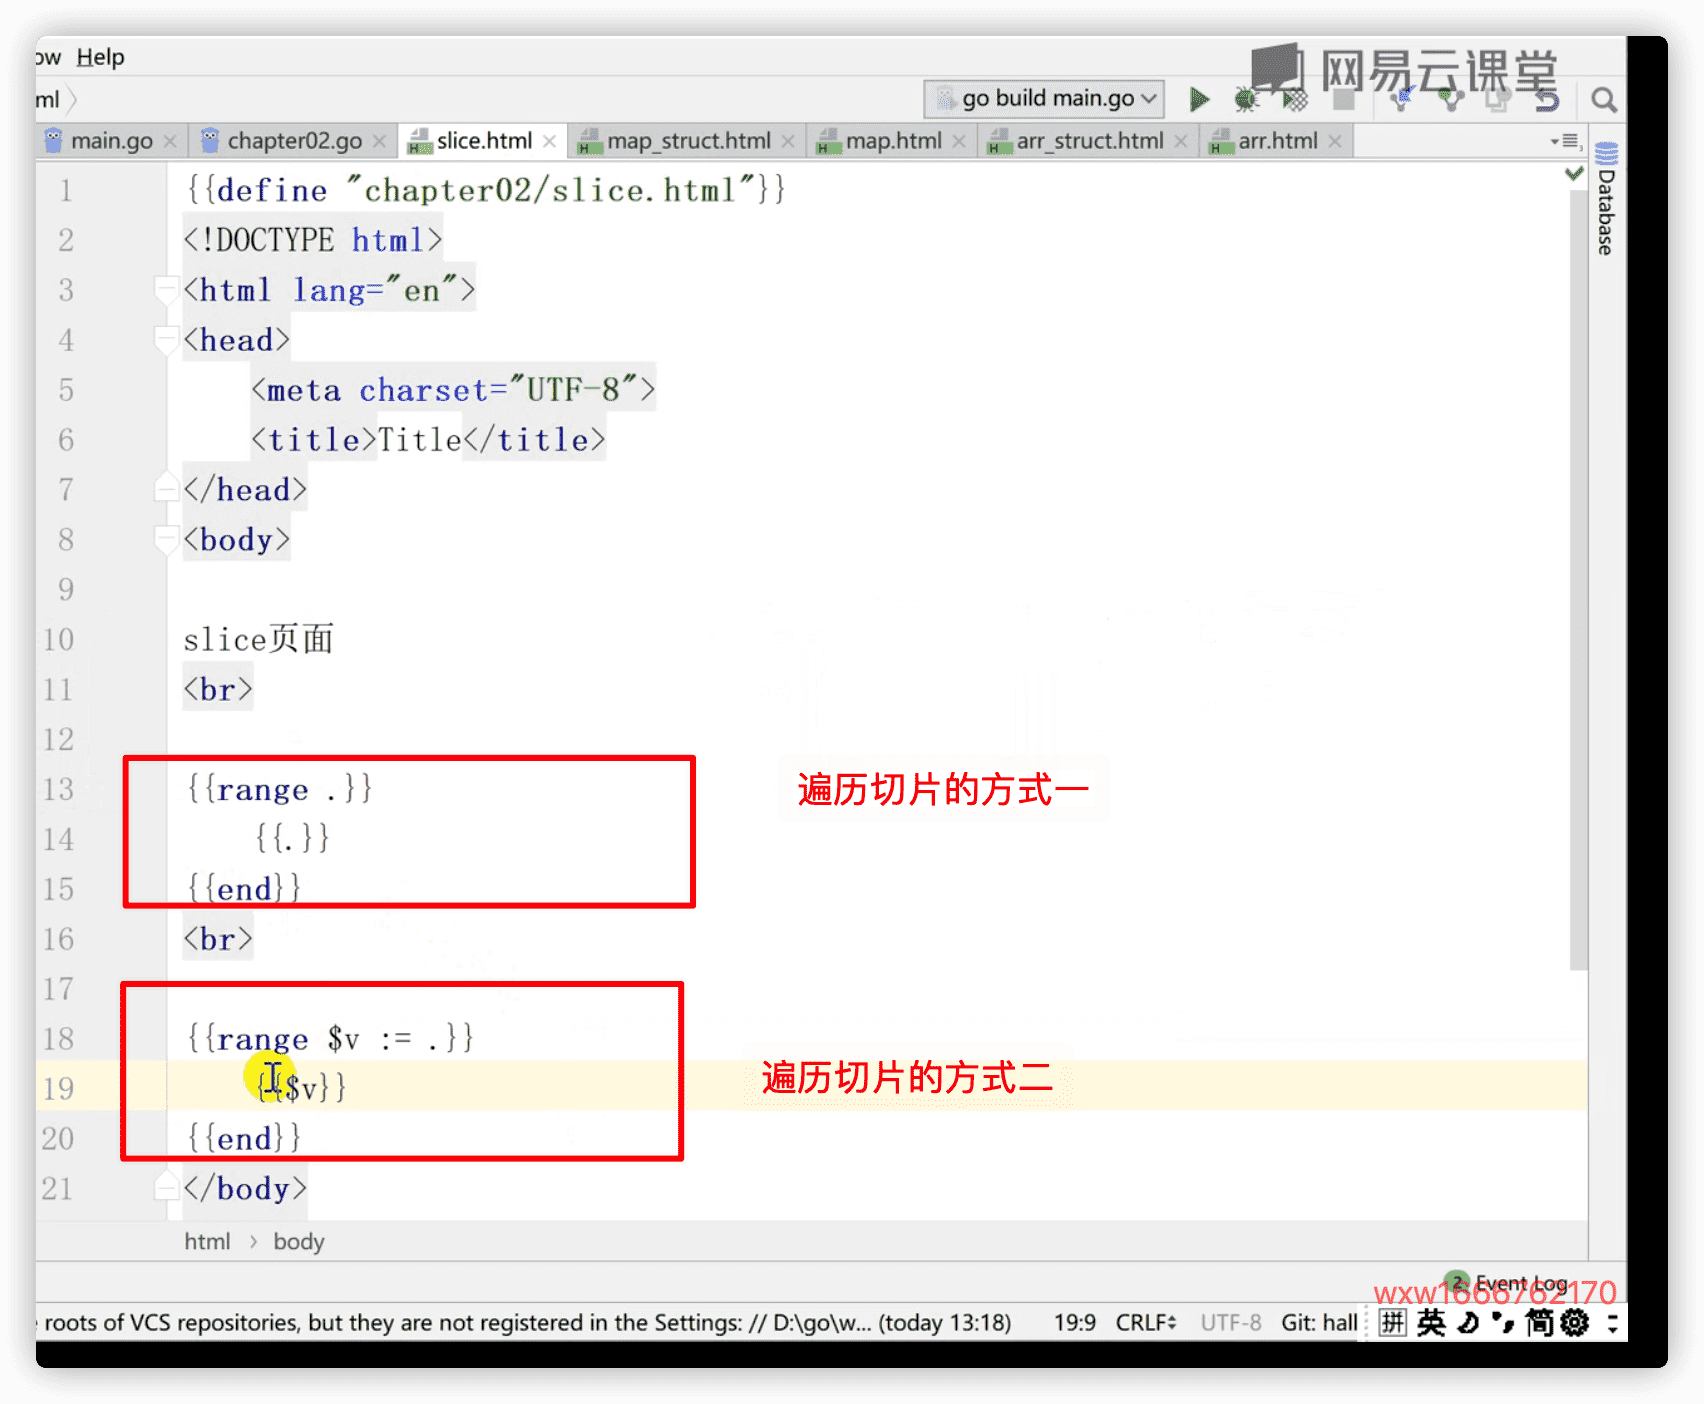 ow Help
网易云课堂
ml
go build main.go
main.go
chapter02.go
slice.html
map_struct.html
map.html
arr_struct.html
arr.html
Database
1 {{define "chapter02/slice.html"}}
2 <!DOCTYPE html>
3 <html lang="en">
4 <head>
5 <meta charset="UTF-8">
6 <title>Title</title>
7 </head>
8 <body>
9
10 slice页面
11 <br>
12
13 {{range .}}
遍历切片的方式一
14 {{.}}
15 {{end}}
16 <br>
17
18 {{range $v := .}}
19 {{$v}}
遍历切片的方式二
20 {{end}}
21 </body>
html › body
2 Event Log
wxw1666762170
roots of VCS repositories, but they are not registered in the Settings: // D:\go\w... (today 13:18) 19:9 CRLF UTF-8 Git: hall
拼 英 简